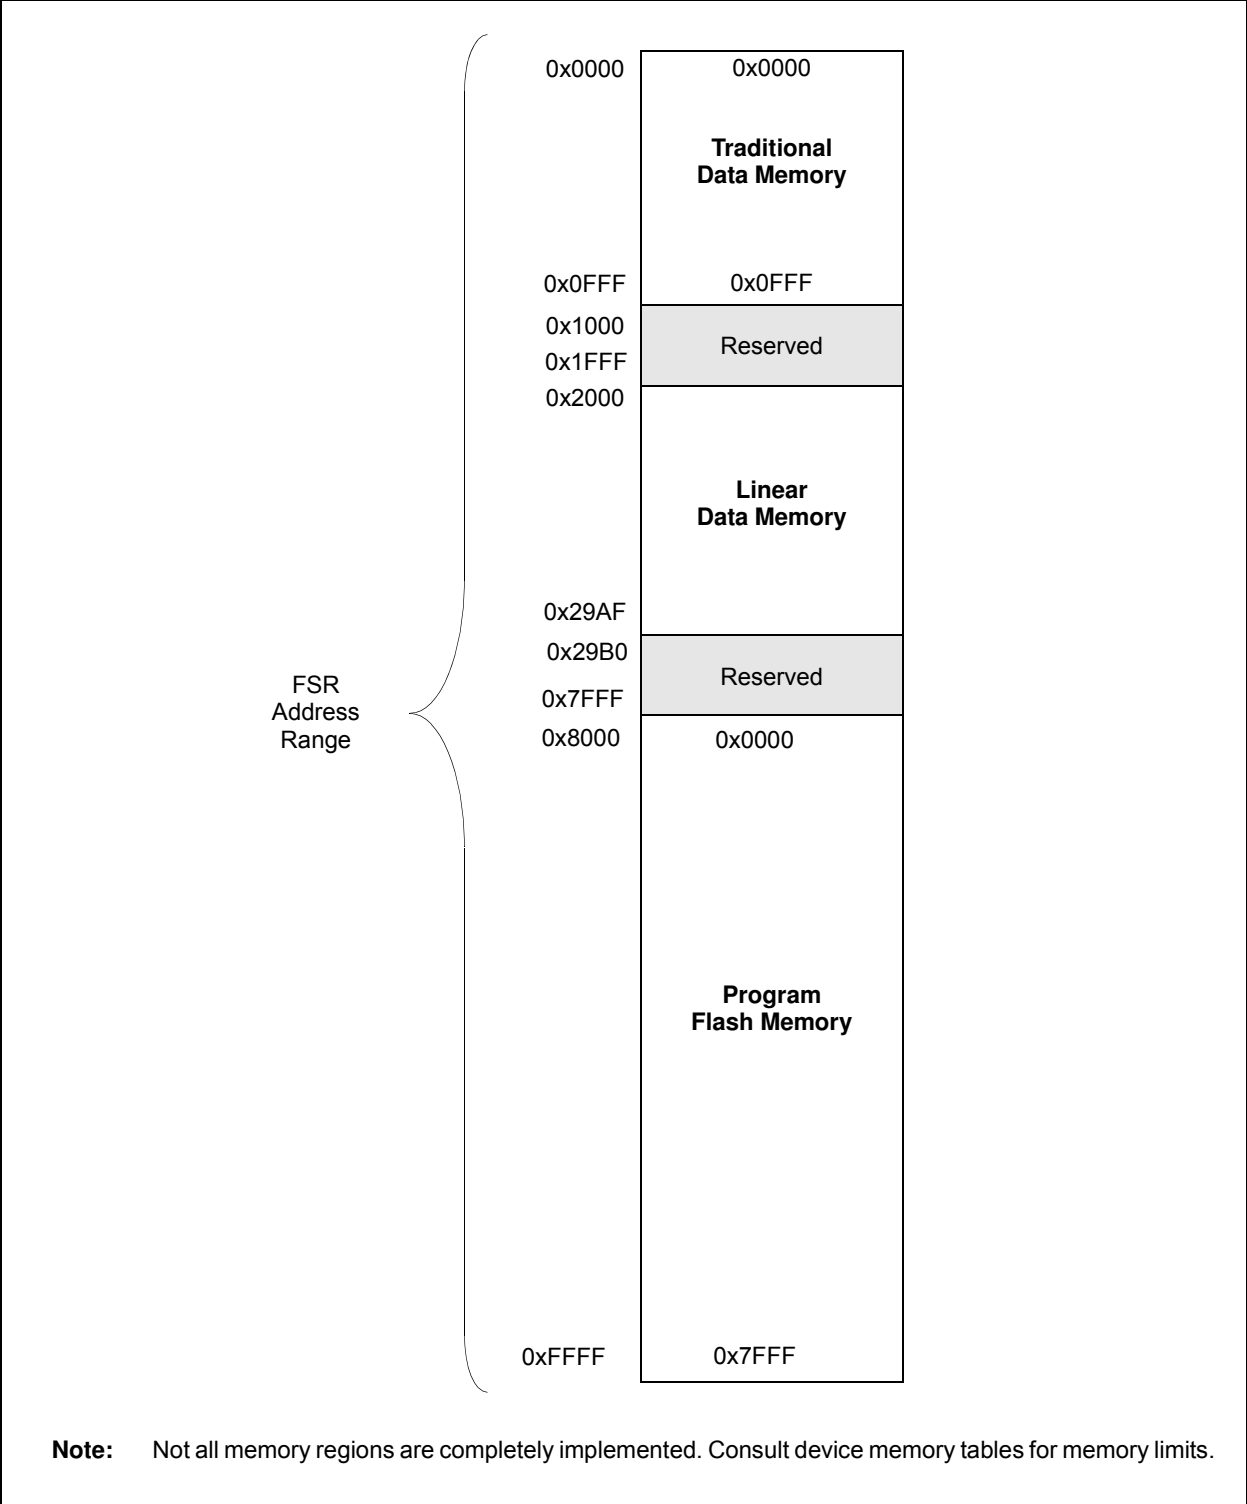 0x0000 0x0000
Traditional
Data Memory
0x0FFF 0x0FFF
0x1000
Reserved
0x1FFF
0x2000
Linear
Data Memory
0x29AF
0x29B0
Reserved
0x7FFF
FSR
Address
Range
0x8000 0x0000
Program
Flash Memory
0xFFFF 0x7FFF
Note: Not all memory regions are completely implemented. Consult device memory tables for memory limits.